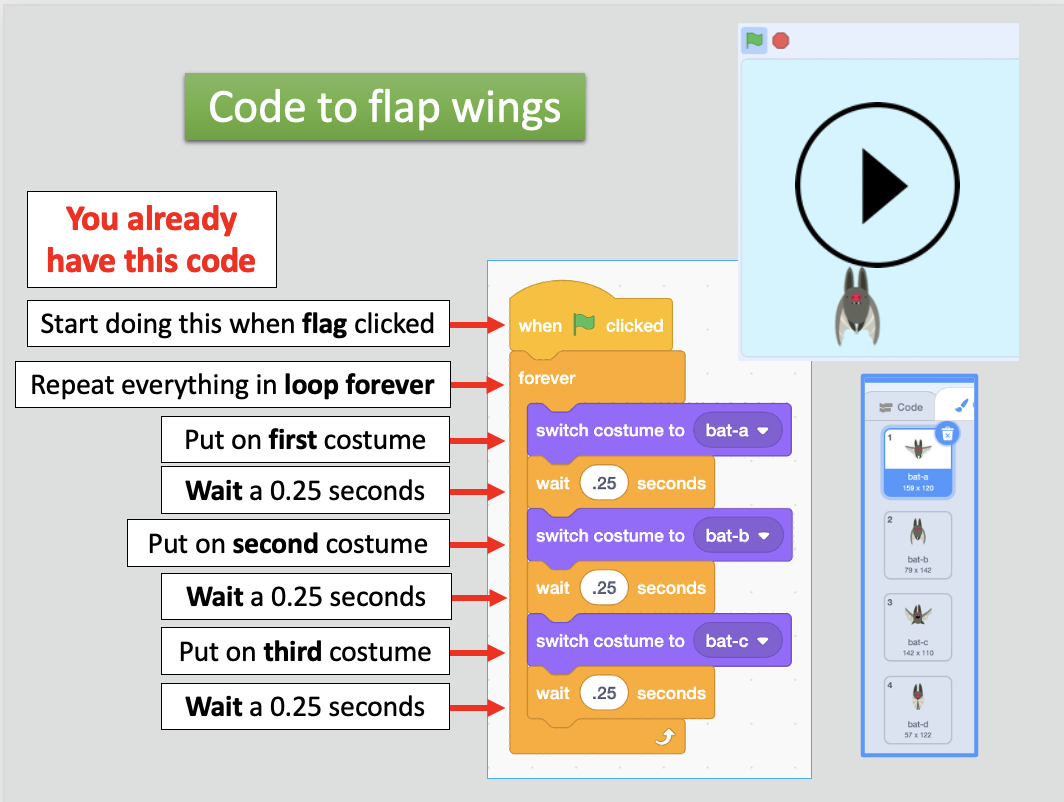 Code to flap wings
You already
have this code
Start doing this when flag clicked
Repeat everything in loop forever
Put on first costume
Wait a 0.25 seconds
Put on second costume
Wait a 0.25 seconds
Put on third costume
Wait a 0.25 seconds
when clicked
forever
switch costume to bat-a
wait .25 seconds
switch costume to bat-b
wait .25 seconds
switch costume to bat-c
wait .25 seconds
Code
1
bat-a
159 x 120
2
bat-b
79 x 142
3
bat-c
142 x 110
4
bat-d
57 x 122